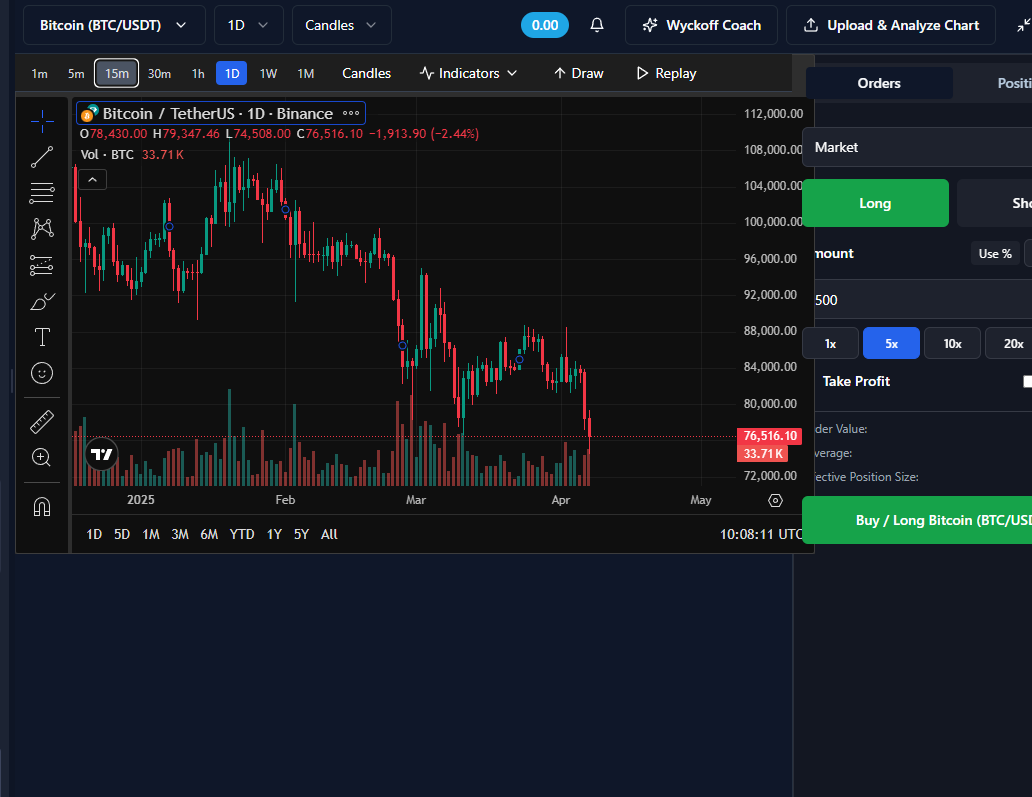 Bitcoin (BTC/USDT) 1D Candles 0.00 Wyckoff Coach Upload & Analyze Chart
1m 5m 15m 30m 1h 1D 1W 1M Candles Indicators Draw Replay
Bitcoin / TetherUS · 1D · Binance
O78,430.00 H79,347.46 L74,508.00 C76,516.10 −1,913.90 (−2.44%)
Vol · BTC 33.71K
112,000.00
108,000.00
104,000.00
100,000.00
96,000.00
92,000.00
88,000.00
84,000.00
80,000.00
76,516.10
33.71K
72,000.00
2025 Feb Mar Apr May
1D 5D 1M 3M 6M YTD 1Y 5Y All
10:08:11 UTC
Orders Positi
Market
Long Sho
mount Use %
500
1x 5x 10x 20x
Take Profit
der Value:
verage:
fective Position Size:
Buy / Long Bitcoin (BTC/USD